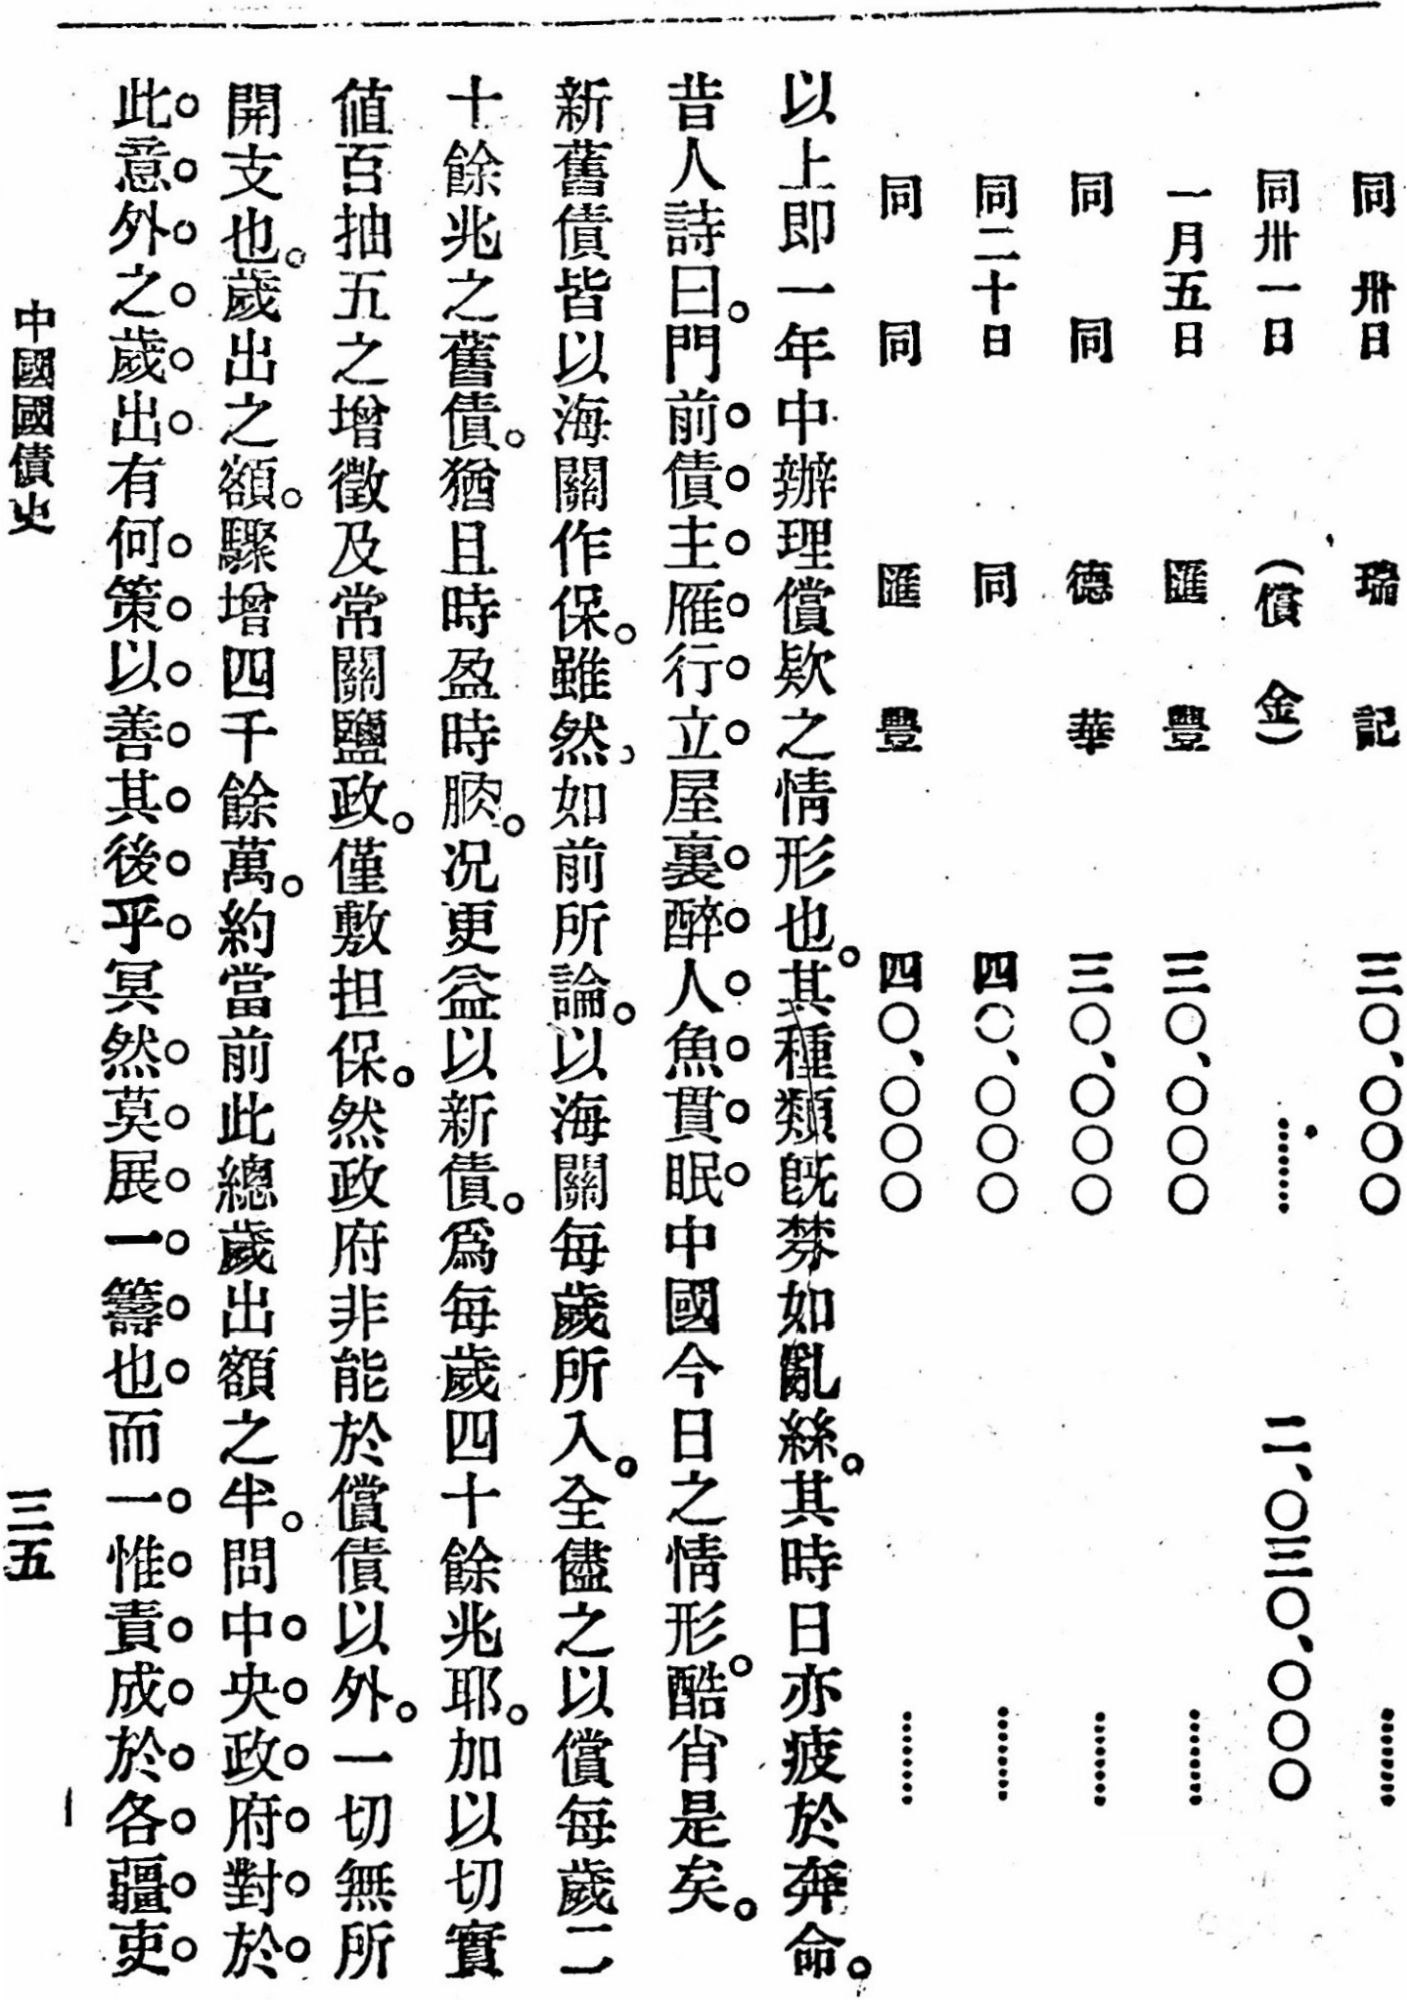 同　卅日　瑞記　三〇、〇〇〇　……
同卅一日　(償金)　……　二、〇三〇、〇〇〇
一月五日　匯豐　三〇、〇〇〇　……
同　同　德華　三〇、〇〇〇　……
同二十日　同　四〇、〇〇〇　……
同　同　匯豐　四〇、〇〇〇　……
以上即一年中辦理償欵之情形也。其種類旣棼如亂絲。其時日亦疲於奔命。
昔人詩曰。門前債主雁行立屋裏醉人魚貫眠中國今日之情形。酷肖是矣。
新舊債皆以海關作保。雖然、如前所論。以海關每歲所入。全儘之以償每歲二
十餘兆之舊債。猶且時盈時朒。况更益以新債。爲每歲四十餘兆耶。加以切實
値百抽五之增徵及常關鹽政。僅敷担保。然政府非能於償債以外。一切無所
開支也。歲出之額。驟增四千餘萬。約當前此總歲出額之半。問中央政府對於
此意外之歲出有何策以善其後乎冥然莫展一籌也而一惟責成於各疆吏
中國國債史
三五